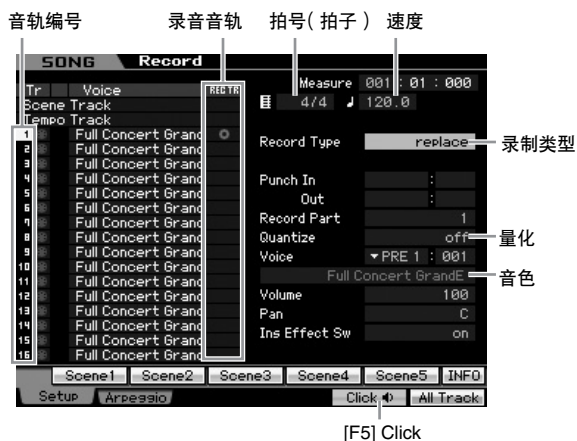 音轨编号 录音音轨 拍号(拍子) 速度
SONG Record
Measure 001 : 01 : 000
Tr Voice REC TR
4/4 120.0
Scene Track
Tempo Track
1 Full Concert Grand
2 Full Concert Grand
Record Type replace 录制类型
3 Full Concert Grand
4 Full Concert Grand
Punch In :
5 Full Concert Grand
Out :
6 Full Concert Grand
Record Part 1
7 Full Concert Grand
8 Full Concert Grand
Quantize off 量化
9 Full Concert Grand
Voice PRE 1 : 001
10 Full Concert Grand
Full Concert GrandE 音色
11 Full Concert Grand
12 Full Concert Grand
Volume 100
13 Full Concert Grand
Pan C
14 Full Concert Grand
Ins Effect Sw on
15 Full Concert Grand
16 Full Concert Grand
Scene1 Scene2 Scene3 Scene4 Scene5 INFO
Setup Arpeggio Click All Track
[F5] Click